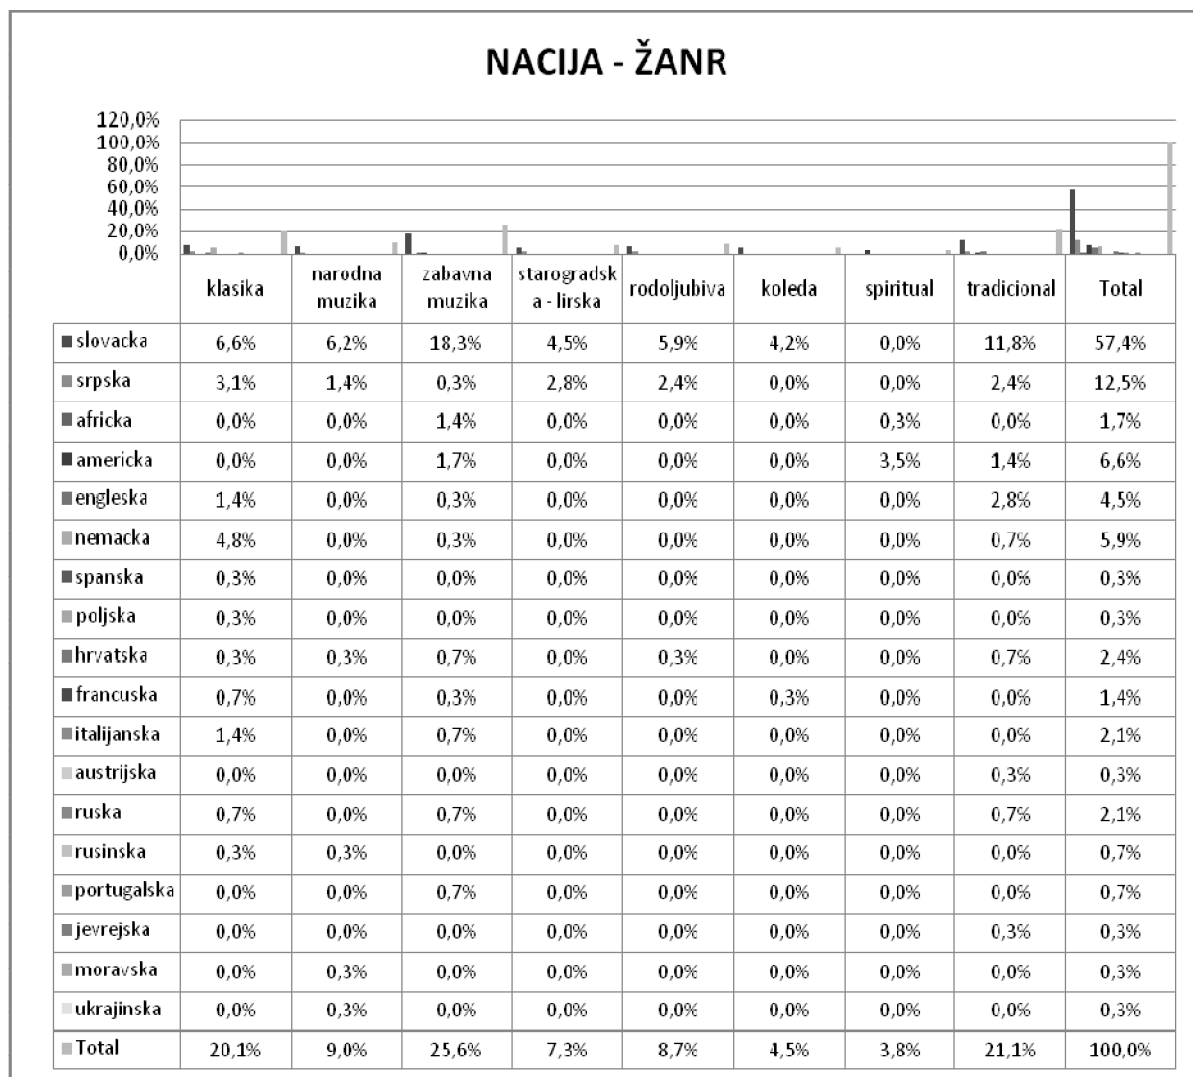 NACIJA - ŽANR
120,0%
100,0%
80,0%
60,0%
40,0%
20,0%
0,0%
klasika narodna muzika zabavna muzika starogradsk a - lirska rodoljubiva koleda spiritual tradicional Total
slovacka 6,6% 6,2% 18,3% 4,5% 5,9% 4,2% 0,0% 11,8% 57,4%
srpska 3,1% 1,4% 0,3% 2,8% 2,4% 0,0% 0,0% 2,4% 12,5%
africka 0,0% 0,0% 1,4% 0,0% 0,0% 0,0% 0,3% 0,0% 1,7%
americka 0,0% 0,0% 1,7% 0,0% 0,0% 0,0% 3,5% 1,4% 6,6%
engleska 1,4% 0,0% 0,3% 0,0% 0,0% 0,0% 0,0% 2,8% 4,5%
nemacka 4,8% 0,0% 0,3% 0,0% 0,0% 0,0% 0,0% 0,7% 5,9%
spanska 0,3% 0,0% 0,0% 0,0% 0,0% 0,0% 0,0% 0,0% 0,3%
poljska 0,3% 0,0% 0,0% 0,0% 0,0% 0,0% 0,0% 0,0% 0,3%
hrvatska 0,3% 0,3% 0,7% 0,0% 0,3% 0,0% 0,0% 0,7% 2,4%
francuska 0,7% 0,0% 0,3% 0,0% 0,0% 0,3% 0,0% 0,0% 1,4%
italijanska 1,4% 0,0% 0,7% 0,0% 0,0% 0,0% 0,0% 0,0% 2,1%
austrijska 0,0% 0,0% 0,0% 0,0% 0,0% 0,0% 0,0% 0,3% 0,3%
ruska 0,7% 0,0% 0,7% 0,0% 0,0% 0,0% 0,0% 0,7% 2,1%
rusinska 0,3% 0,3% 0,0% 0,0% 0,0% 0,0% 0,0% 0,0% 0,7%
portugalska 0,0% 0,0% 0,7% 0,0% 0,0% 0,0% 0,0% 0,0% 0,7%
jevrejska 0,0% 0,0% 0,0% 0,0% 0,0% 0,0% 0,0% 0,3% 0,3%
moravska 0,0% 0,3% 0,0% 0,0% 0,0% 0,0% 0,0% 0,0% 0,3%
ukrajinska 0,0% 0,3% 0,0% 0,0% 0,0% 0,0% 0,0% 0,0% 0,3%
Total 20,1% 9,0% 25,6% 7,3% 8,7% 4,5% 3,8% 21,1% 100,0%